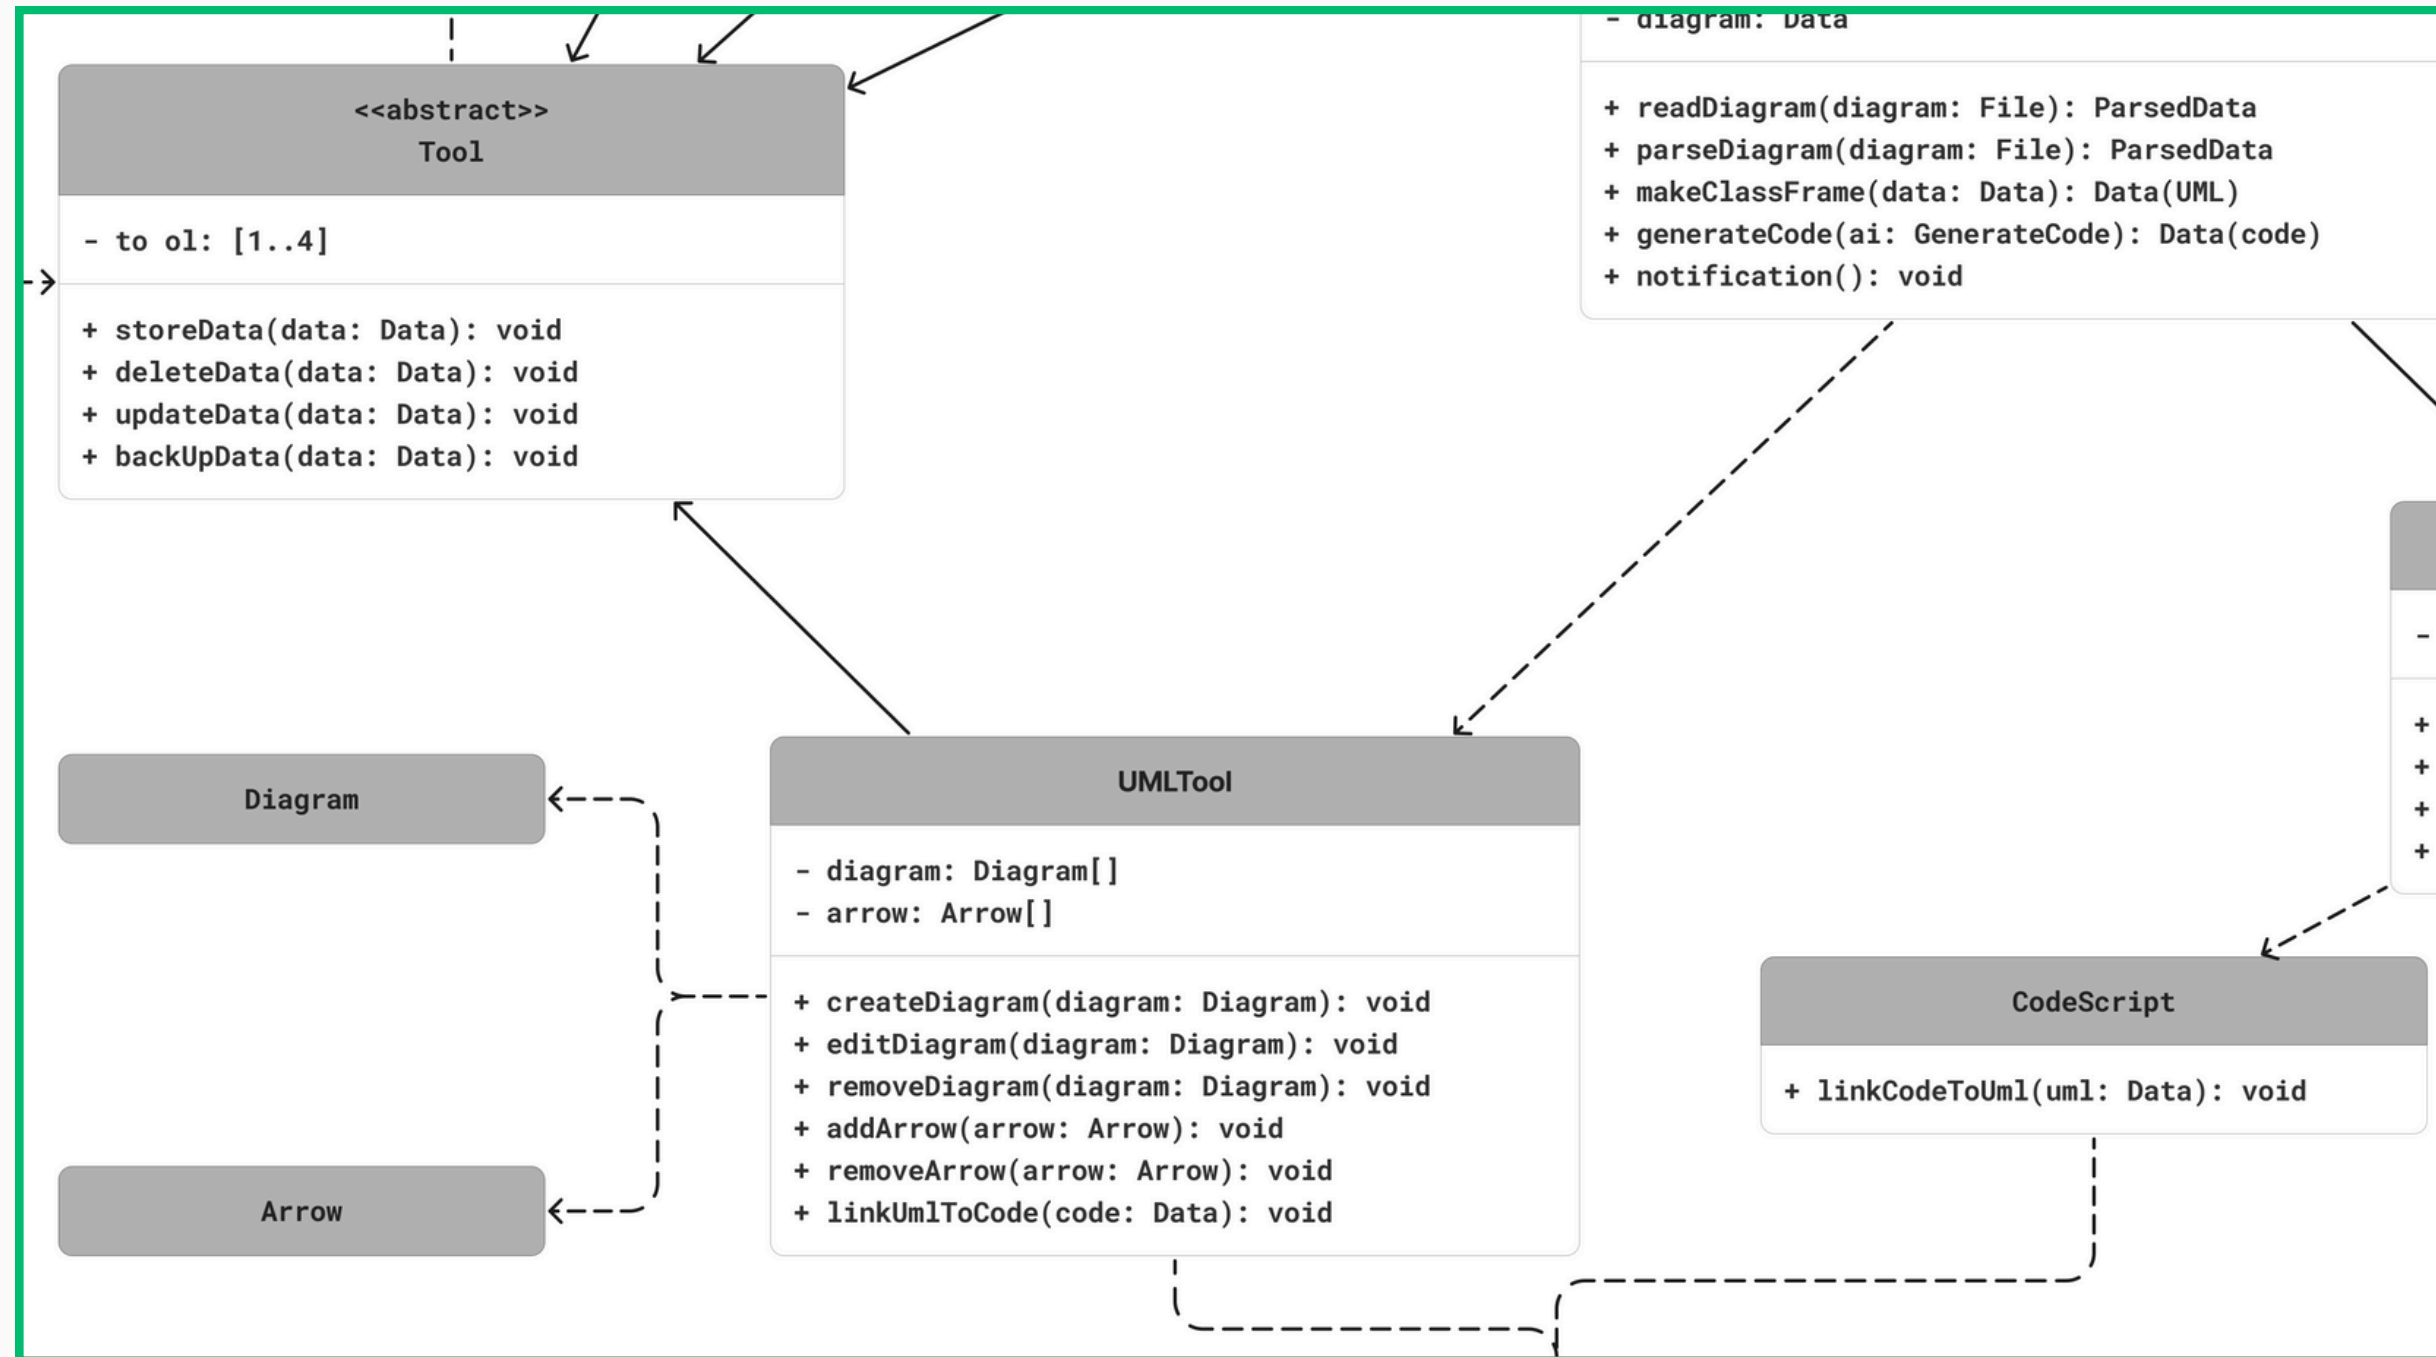 <<abstract>>
Tool
- to ol: [1..4]
+ storeData(data: Data): void
+ deleteData(data: Data): void
+ updateData(data: Data): void
+ backUpData(data: Data): void
- diagram: Data
+ readDiagram(diagram: File): ParsedData
+ parseDiagram(diagram: File): ParsedData
+ makeClassFrame(data: Data): Data(UML)
+ generateCode(ai: GenerateCode): Data(code)
+ notification(): void
Diagram
Arrow
UMLTool
- diagram: Diagram[]
- arrow: Arrow[]
+ createDiagram(diagram: Diagram): void
+ editDiagram(diagram: Diagram): void
+ removeDiagram(diagram: Diagram): void
+ addArrow(arrow: Arrow): void
+ removeArrow(arrow: Arrow): void
+ linkUmlToCode(code: Data): void
-
+
+
+
+
CodeScript
+ linkCodeToUml(uml: Data): void